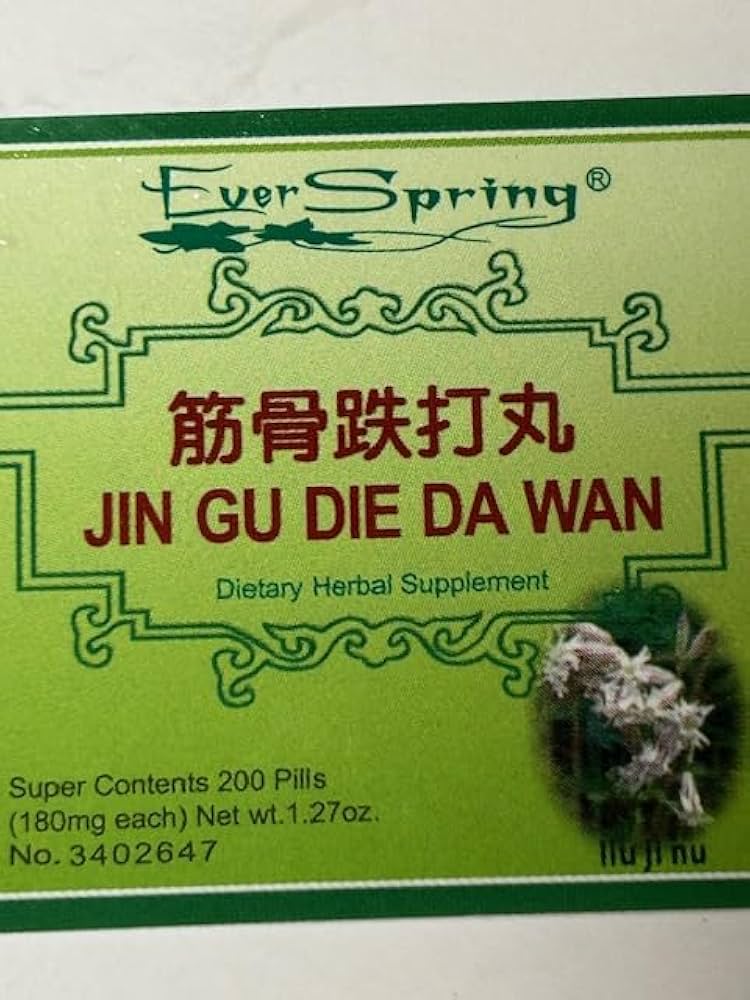 EverSpring®
筋骨跌打丸
JIN GU DIE DA WAN
Dietary Herbal Supplement
Super Contents 200 Pills
(180mg each) Net wt.1.27oz.
No. 3402647
liu ji nu